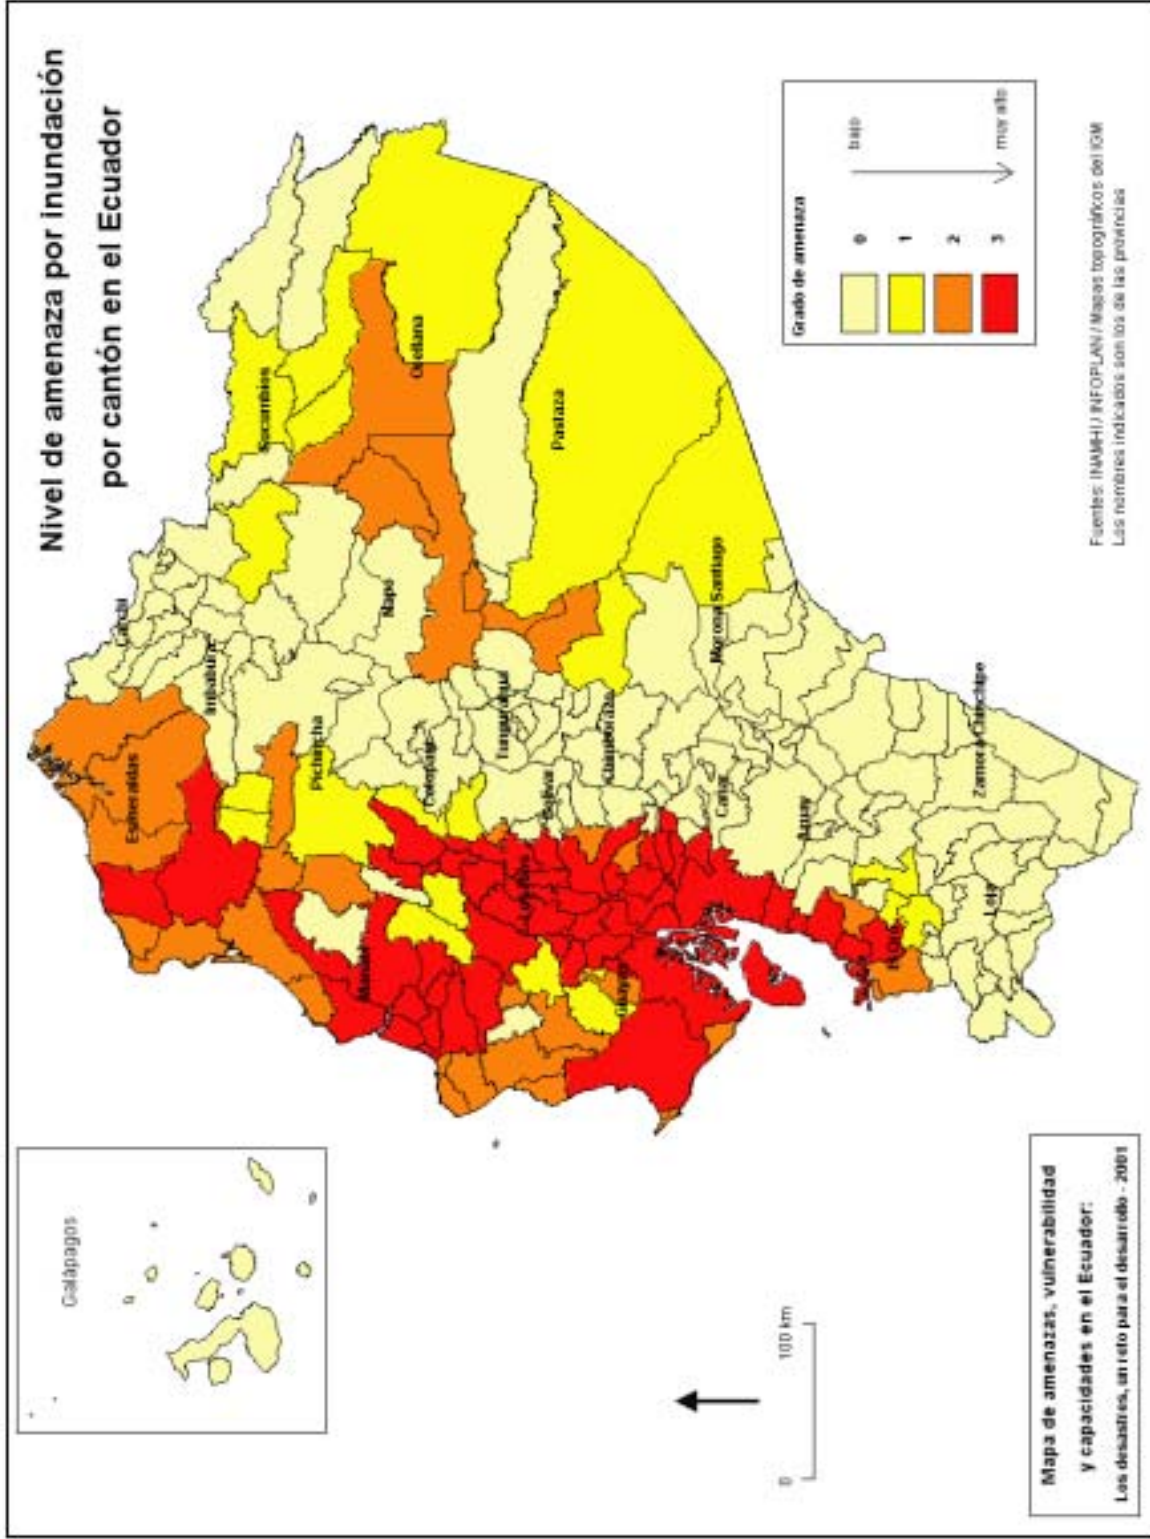 Nivel de amenaza por inundación
por cantón en el Ecuador
Galápagos
Esmeraldas
Carchi
Imbabura
Sucumbíos
Pichincha
Napo
Orellana
Manabí
Cotopaxi
Tungurahua
Pastaza
Los Ríos
Bolívar
Chimborazo
Guayas
Cañar
Morona Santiago
Azuay
El Oro
Loja
Zamora Chinchipe
Grado de amenaza
0
1
2
3
bajo
muy alto
0
100 km
Mapa de amenazas, vulnerabilidad
y capacidades en el Ecuador:
Los desastres, un reto para el desarrollo - 2001
Fuentes: INAMHI / INFOPLAN / Mapas topográficos del IGM
Los nombres indicados son los de las provincias